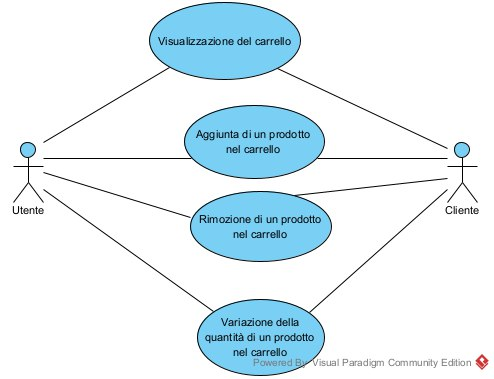 Visualizzazione del carrello
Aggiunta di un prodotto
nel carrello
Utente
Cliente
Rimozione di un prodotto
nel carrello
Variazione della
quantità di un prodotto
nel carrello
Powered By Visual Paradigm Community Edition